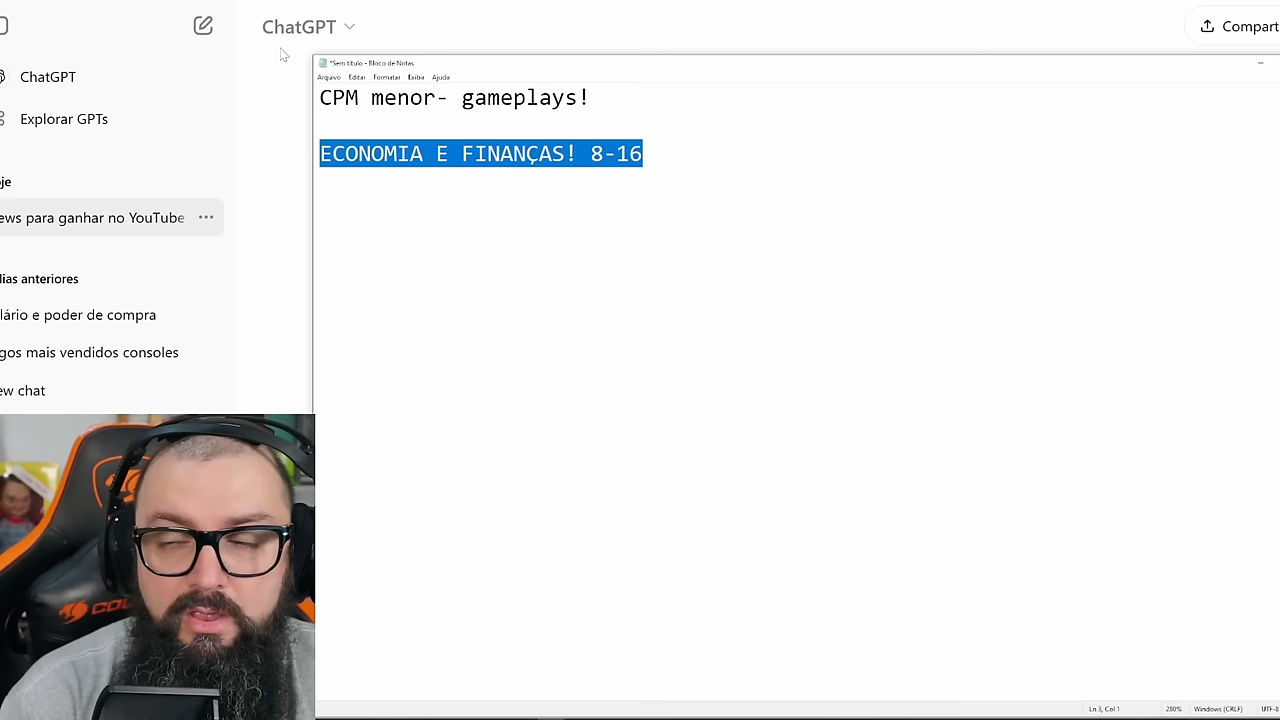 ChatGPT
Compart
ChatGPT
Explorar GPTs
oje
ews para ganhar no YouTube
dias anteriores
lário e poder de compra
gos mais vendidos consoles
ew chat
*Sem título - Bloco de Notas
Arquivo Editar Formatar Exibir Ajuda
CPM menor- gameplays!
ECONOMIA E FINANÇAS! 8-16
Ln 3, Col 1
280%
Windows (CRLF)
UTF-8